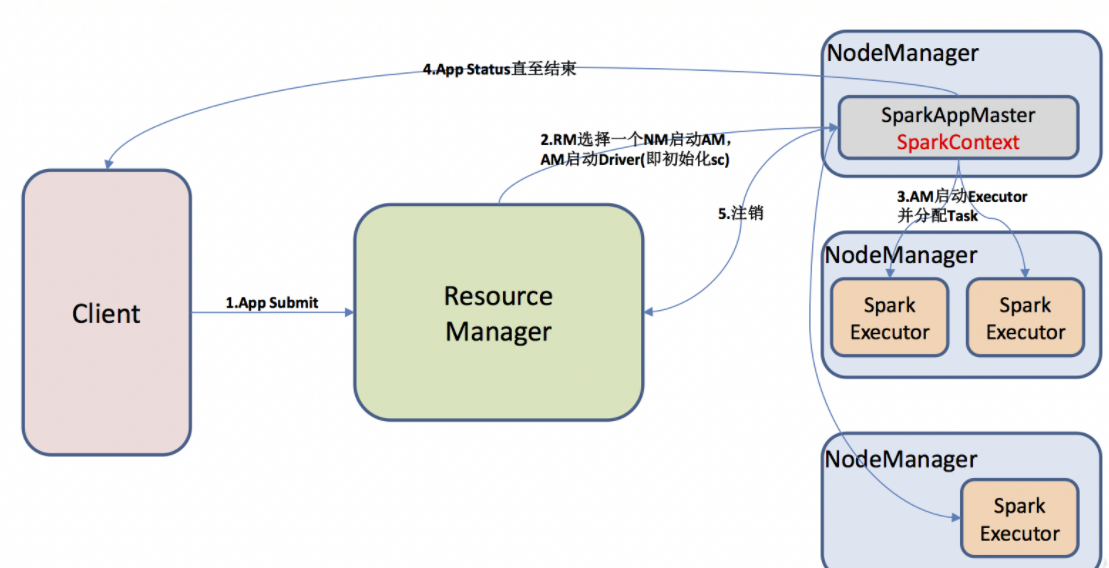 NodeManager
4.App Status直至结束
SparkAppMaster
SparkContext
2.RM选择一个NM启动AM，
AM启动Driver(即初始化sc)
3.AM启动Executor
并分配Task
5.注销
NodeManager
Client
1.App Submit
Resource
Manager
Spark
Executor
Spark
Executor
NodeManager
Spark
Executor